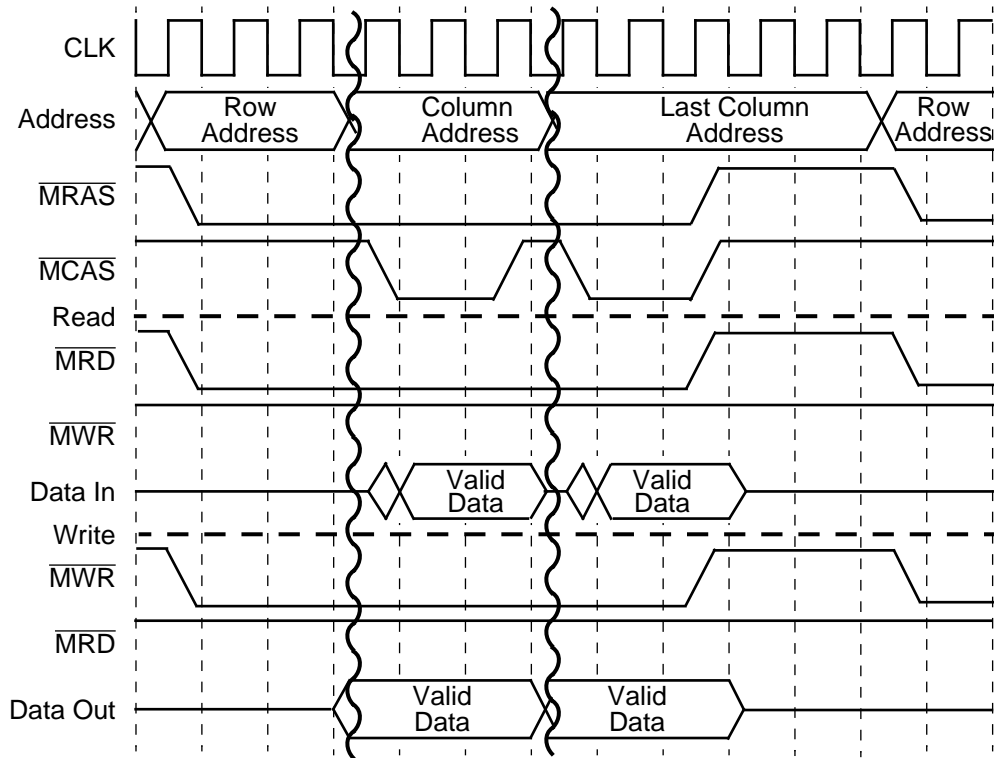 CLK
Address
Row
Address
Column
Address
Last Column
Address
Row
Address
MRAS
MCAS
Read
MRD
MWR
Data In
Valid
Data
Valid
Data
Write
MWR
MRD
Data Out
Valid
Data
Valid
Data